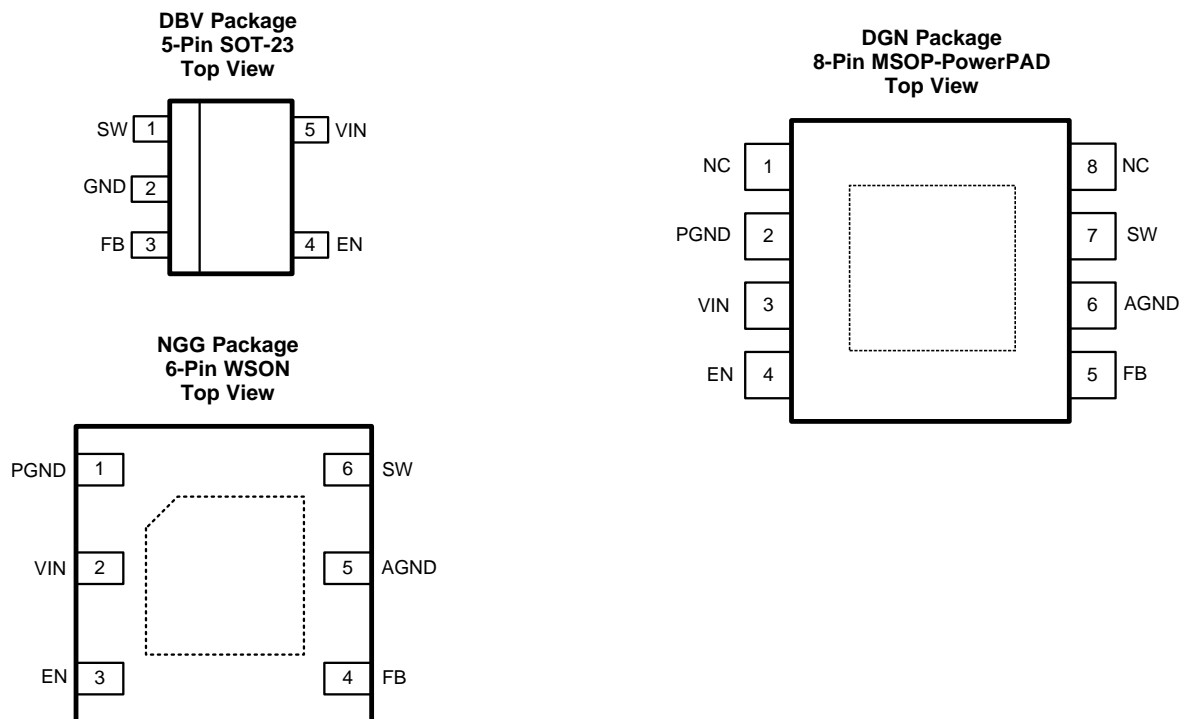 DBV Package
5-Pin SOT-23
Top View
SW 1 5 VIN
GND 2
FB 3 4 EN
DGN Package
8-Pin MSOP-PowerPAD
Top View
NC 1 8 NC
PGND 2 7 SW
VIN 3 6 AGND
EN 4 5 FB
NGG Package
6-Pin WSON
Top View
PGND 1 6 SW
VIN 2 5 AGND
EN 3 4 FB